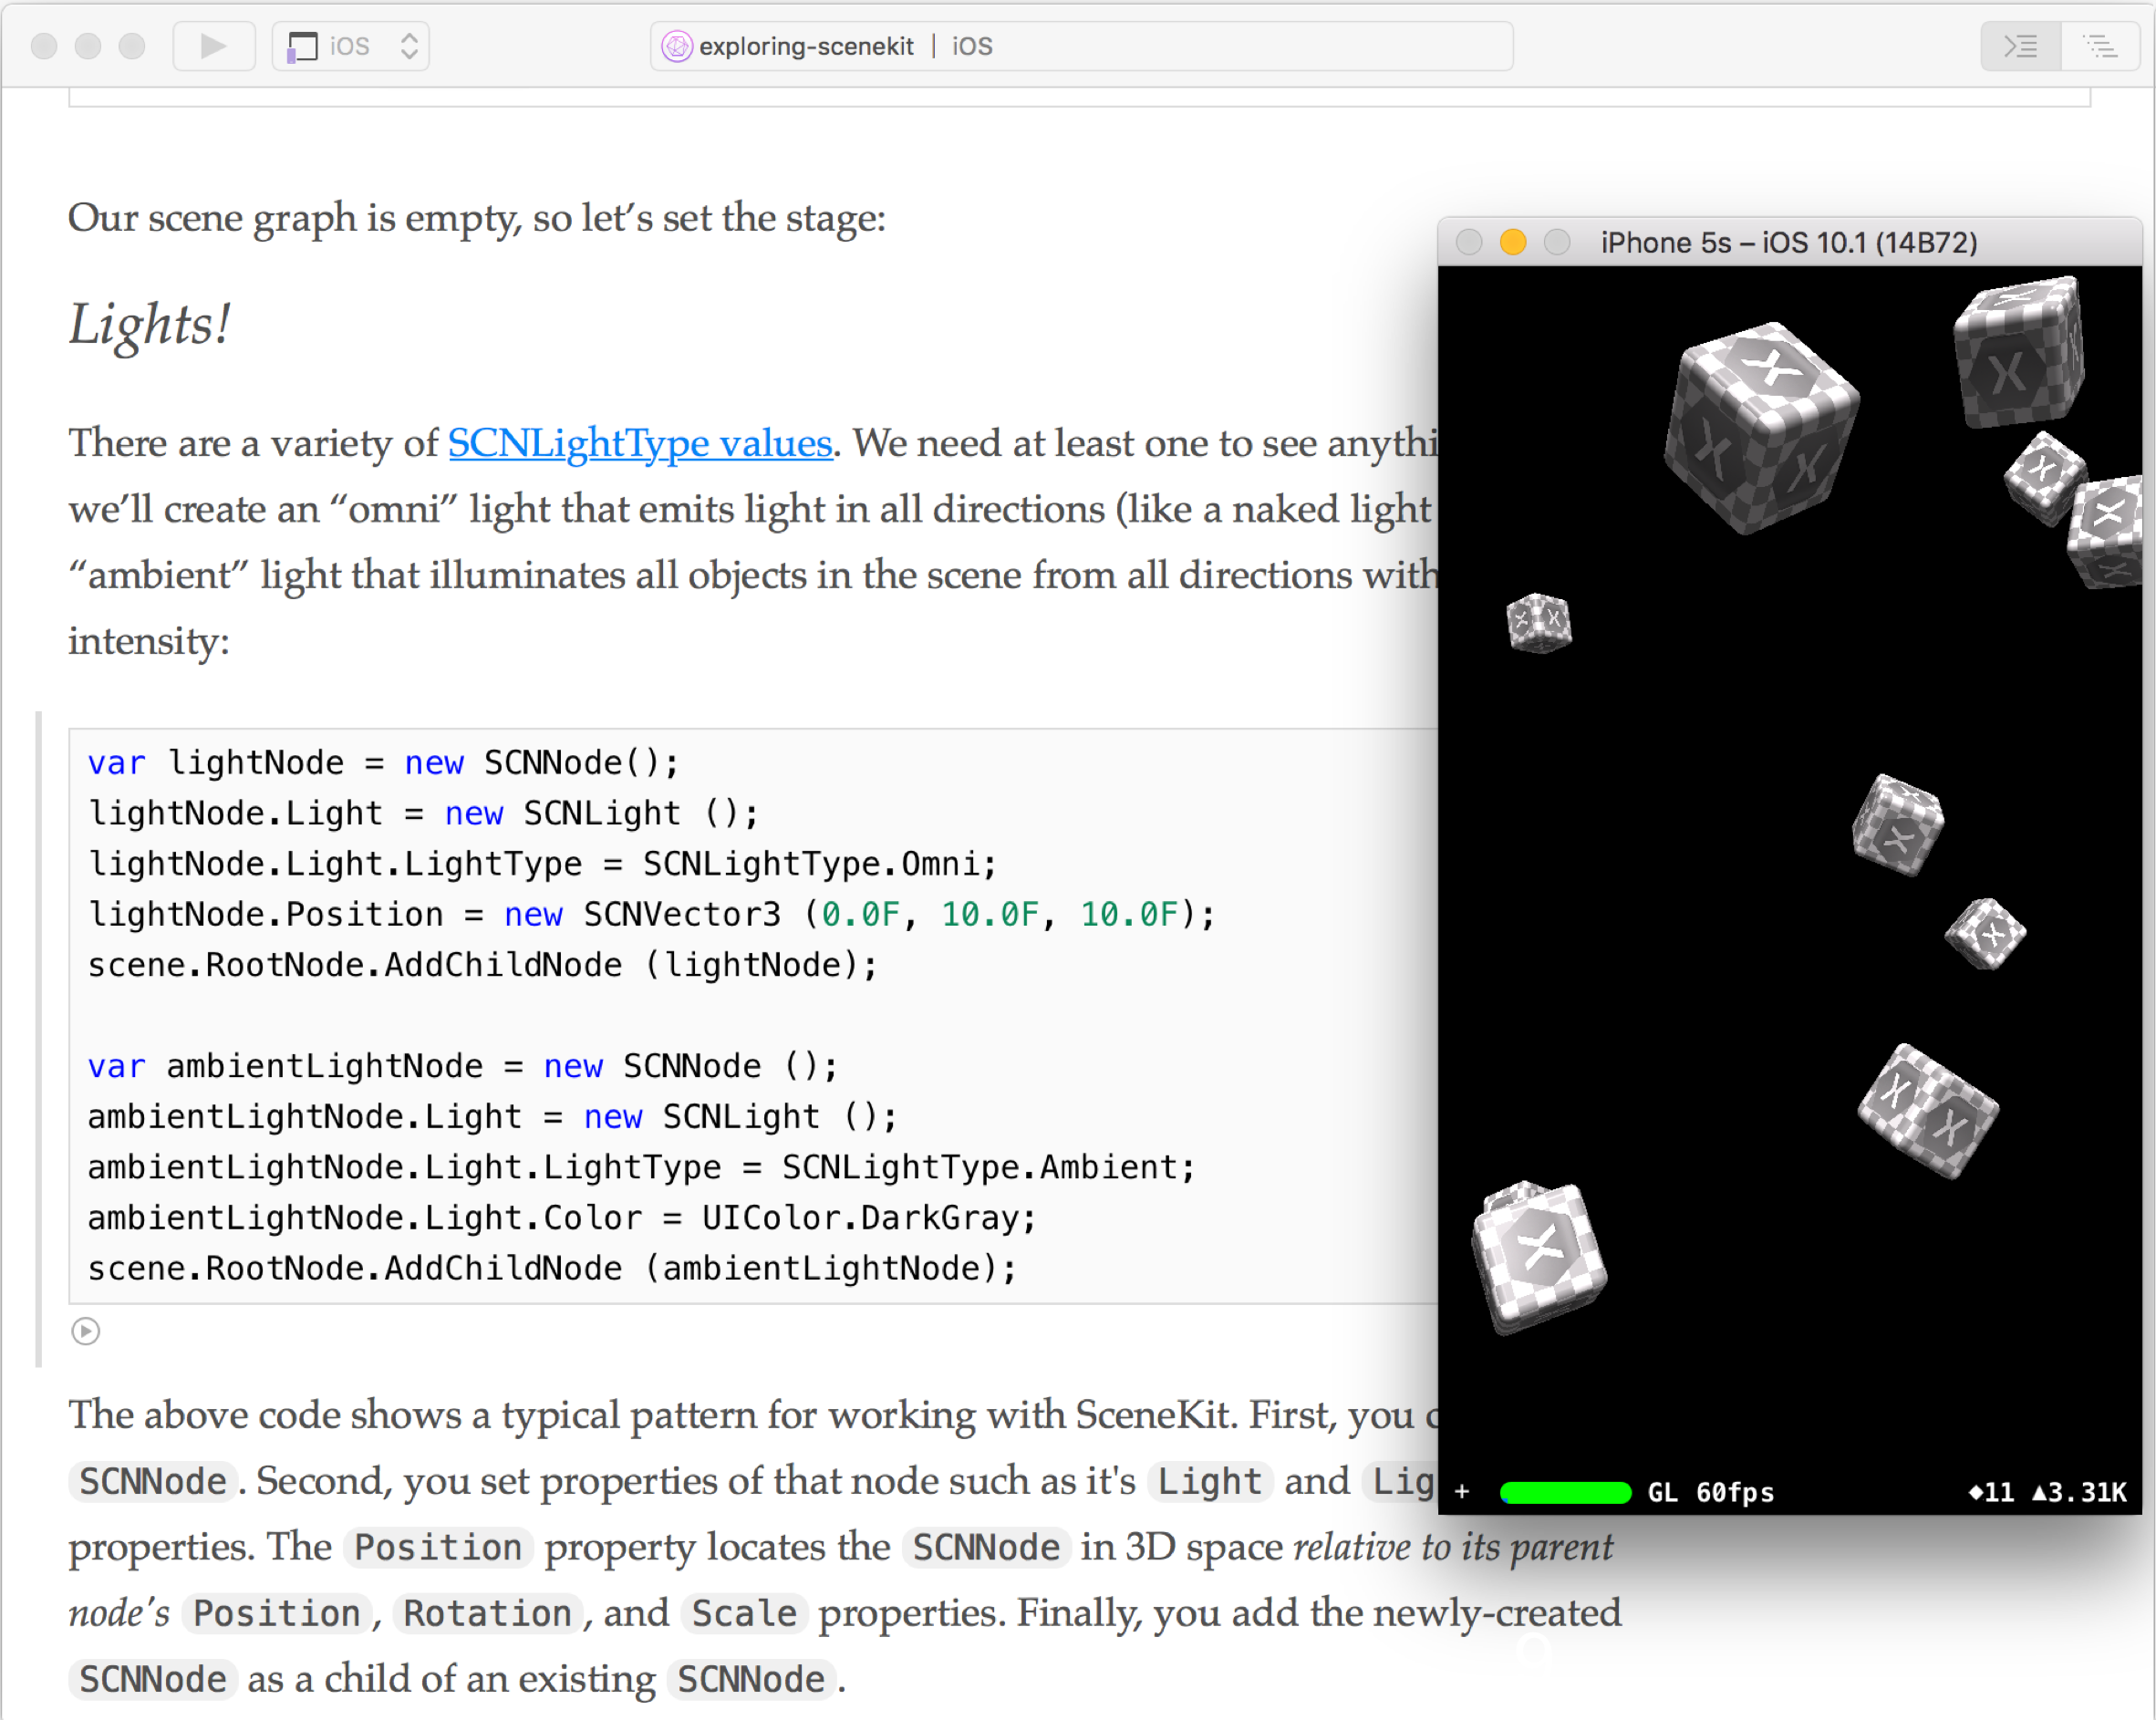 iOS
exploring-scenekit | iOS
Our scene graph is empty, so let’s set the stage:
Lights!
There are a variety of SCNLightType values. We need at least one to see
we’ll create an “omni” light that emits light in all directions (like a naked light
“ambient” light that illuminates all objects in the scene from all directions with
intensity:
var lightNode = new SCNNode();
lightNode.Light = new SCNLight ();
lightNode.Light.LightType = SCNLightType.Omni;
lightNode.Position = new SCNVector3 (0.0F, 10.0F, 10.0F);
scene.RootNode.AddChildNode (lightNode);
var ambientLightNode = new SCNNode ();
ambientLightNode.Light = new SCNLight ();
ambientLightNode.Light.LightType = SCNLightType.Ambient;
ambientLightNode.Light.Color = UIColor.DarkGray;
scene.RootNode.AddChildNode (ambientLightNode);
The above code shows a typical pattern for working with SceneKit. First, you
SCNNode. Second, you set properties of that node such as it's Light and
properties. The Position property locates the SCNNode in 3D space relative to its parent
node's Position, Rotation, and Scale properties. Finally, you add the newly-created
SCNNode as a child of an existing SCNNode.
iPhone 5s – iOS 10.1 (14B72)
X
X
X
X
X
X
X
X
X
X
X
X
X
X
+ GL 60fps ◆11 ▲3.31K